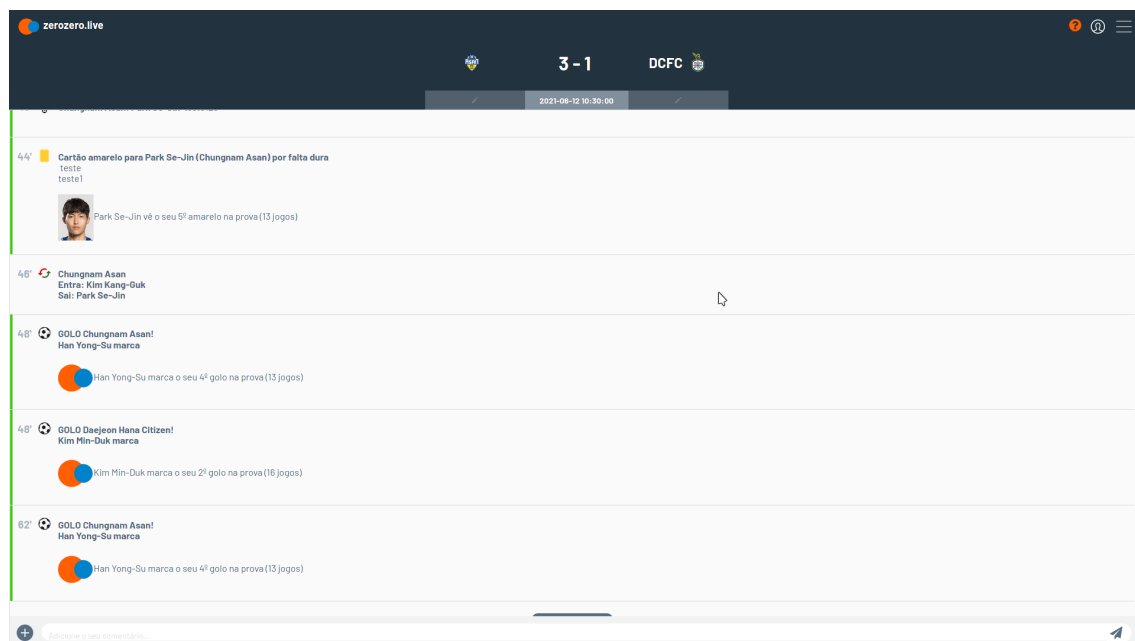 zerozero.live
?
3 - 1
DCFC
2021-06-12 10:30:00
44'
Cartão amarelo para Park Se-Jin (Chungnam Asan) por falta dura
teste
teste1
Park Se-Jin vê o seu 5º amarelo na prova (13 jogos)
46'
Chungnam Asan
Entra: Kim Kang-Guk
Sai: Park Se-Jin
48'
GOLO Chungnam Asan!
Han Yong-Su marca
Han Yong-Su marca o seu 4º golo na prova (13 jogos)
48'
GOLO Daejeon Hana Citizen!
Kim Min-Duk marca
Kim Min-Duk marca o seu 2º golo na prova (16 jogos)
62'
GOLO Chungnam Asan!
Han Yong-Su marca
Han Yong-Su marca o seu 4º golo na prova (13 jogos)
Adicione o seu comentário...